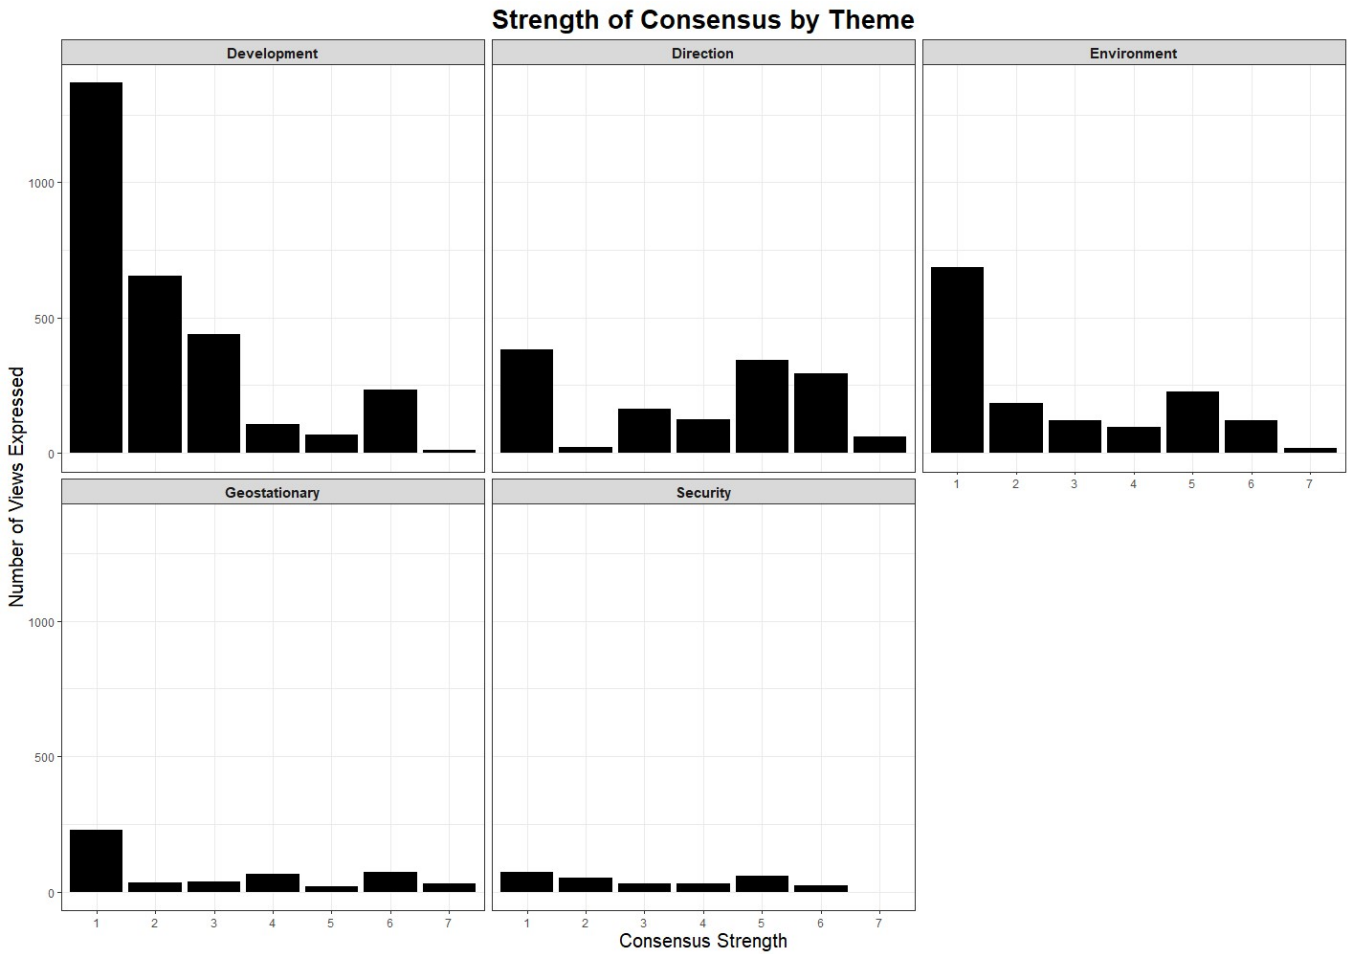 Strength of Consensus by Theme
Development
Direction
Environment
1000
500
0
1 2 3 4 5 6 7
Geostationary
Security
1000
500
0
1 2 3 4 5 6 7
1 2 3 4 5 6 7
Number of Views Expressed
Consensus Strength